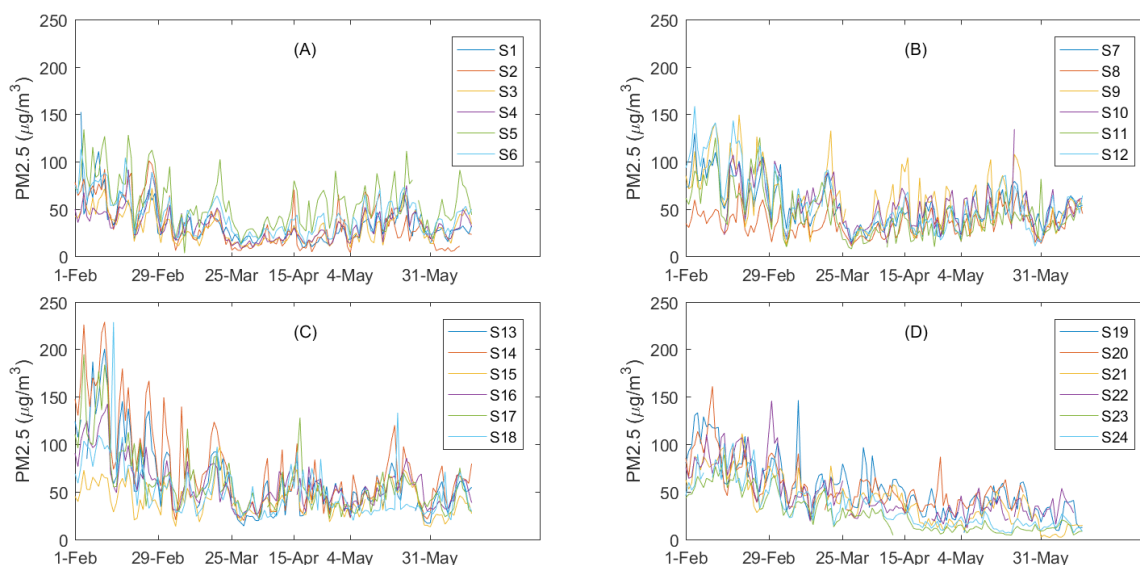 (A)
PM2.5 (μg/m³)
250
200
150
100
50
0
1-Feb 29-Feb 25-Mar 15-Apr 4-May 31-May
S1
S2
S3
S4
S5
S6
(B)
PM2.5 (μg/m³)
250
200
150
100
50
0
1-Feb 29-Feb 25-Mar 15-Apr 4-May 31-May
S7
S8
S9
S10
S11
S12
(C)
PM2.5 (μg/m³)
250
200
150
100
50
0
1-Feb 29-Feb 25-Mar 15-Apr 4-May 31-May
S13
S14
S15
S16
S17
S18
(D)
PM2.5 (μg/m³)
250
200
150
100
50
0
1-Feb 29-Feb 25-Mar 15-Apr 4-May 31-May
S19
S20
S21
S22
S23
S24